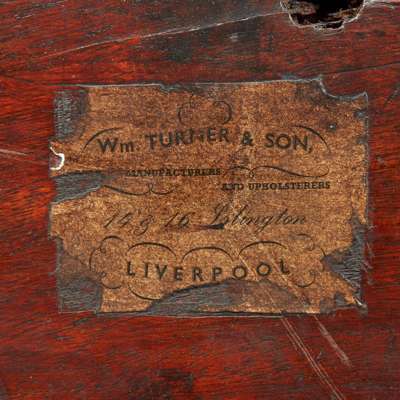 Wm. TURNER & SON,
MANUFACTURERS
AND UPHOLSTERERS
14 & 16 Islington
LIVERPOOL